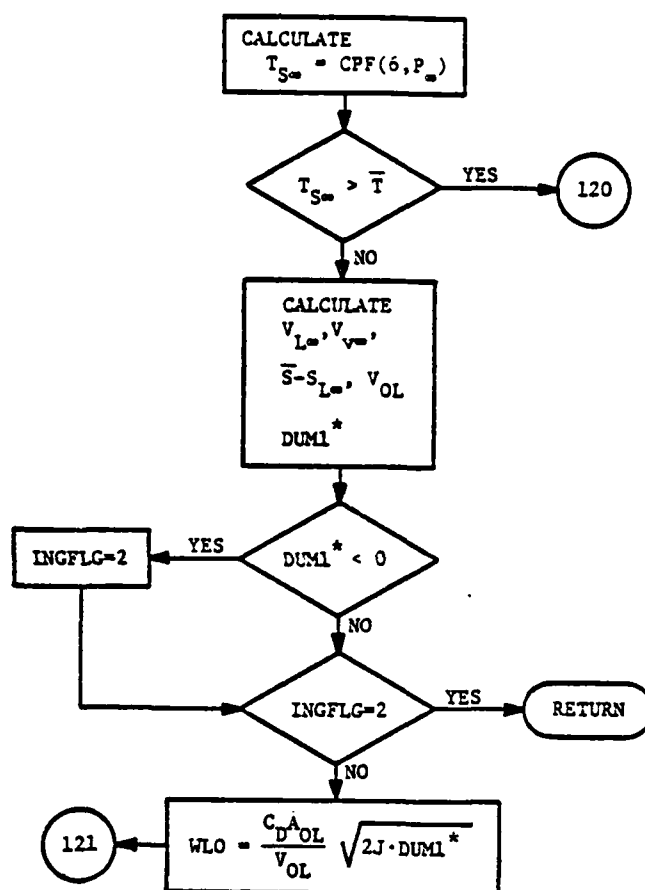 CALCULATE
T_S∞ = CPF(6,P_∞)
T_S∞ > T̅
YES
120
NO
CALCULATE
V_L∞, V_v∞,
S̅-S_L∞, V_OL
DUM1*
INGFLG=2
YES
DUM1* < 0
NO
INGFLG=2
YES
RETURN
NO
121
WLO = C_D A_OL / V_OL √2J·DUM1*